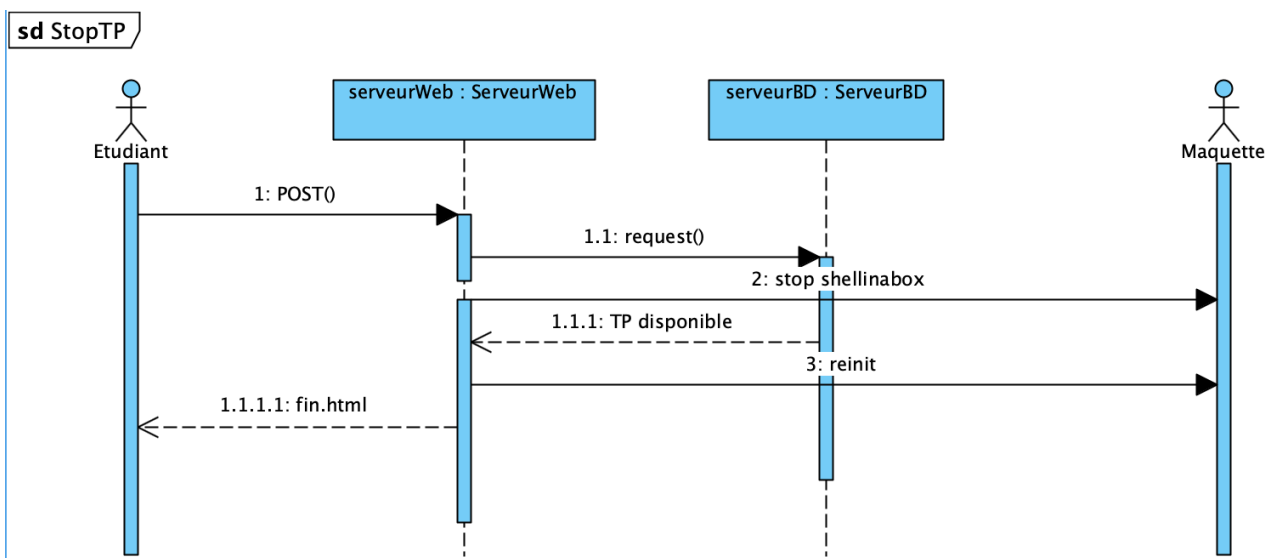 sd StopTP
serveurWeb : ServeurWeb
serveurBD : ServeurBD
Etudiant
Maquette
1: POST()
1.1: request()
2: stop shellinabox
1.1.1: TP disponible
3: reinit
1.1.1.1: fin.html